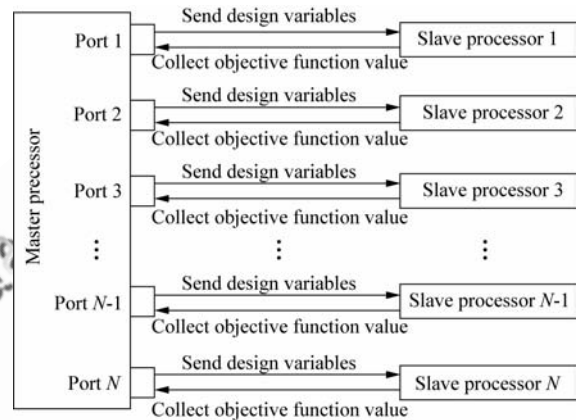 Master precessor
Port 1
Send design variables
Collect objective function value
Slave processor 1
Port 2
Send design variables
Collect objective function value
Slave processor 2
Port 3
Send design variables
Collect objective function value
Slave processor 3
⋮ ⋮ ⋮
Port N-1
Send design variables
Collect objective function value
Slave processor N-1
Port N
Send design variables
Collect objective function value
Slave processor N